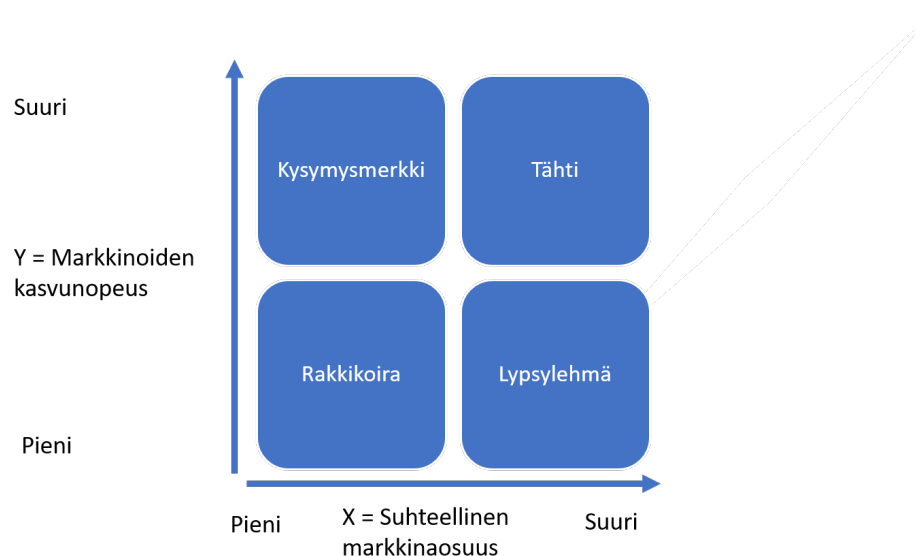 Suuri
Kysymysmerkki
Tähti
Y = Markkinoiden
kasvunopeus
Rakkikoira
Lypsylehmä
Pieni
Pieni
X = Suhteellinen
markkinaosuus
Suuri